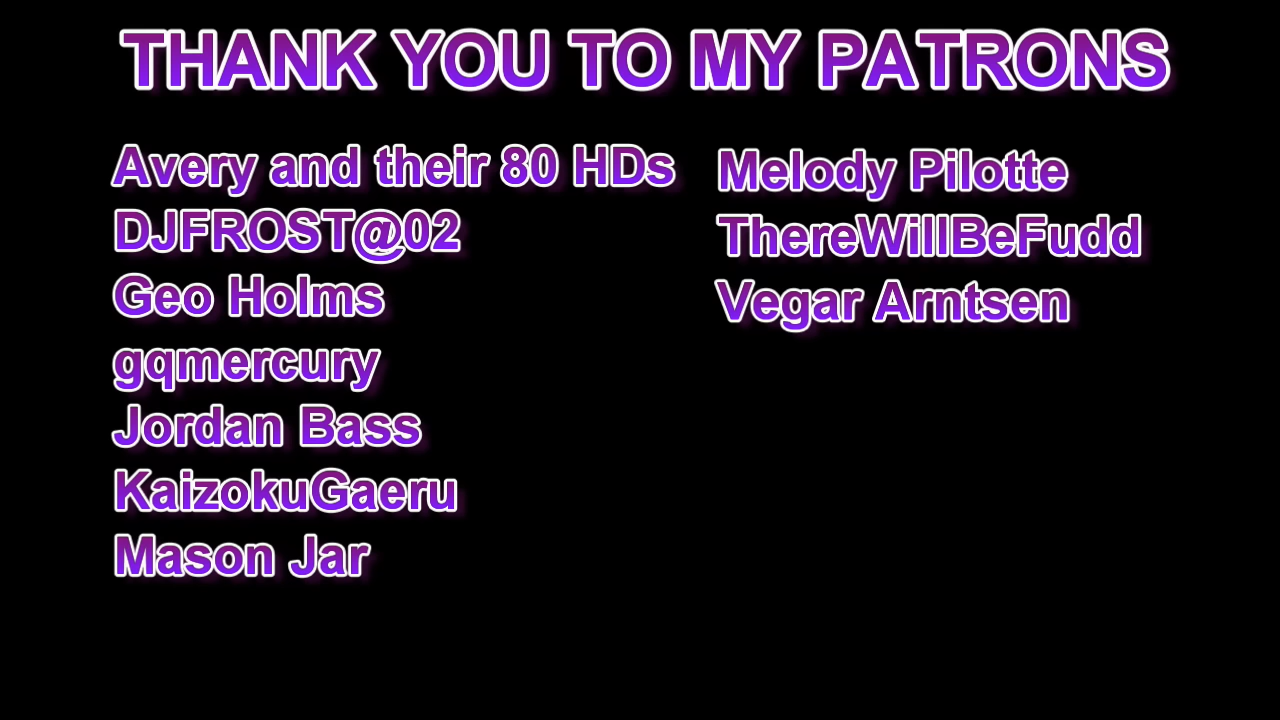 THANK YOU TO MY PATRONS
Avery and their 80 HDs
DJFROST@02
Geo Holms
gqmercury
Jordan Bass
KaizokuGaeru
Mason Jar
Melody Pilotte
ThereWillBeFudd
Vegar Arntsen